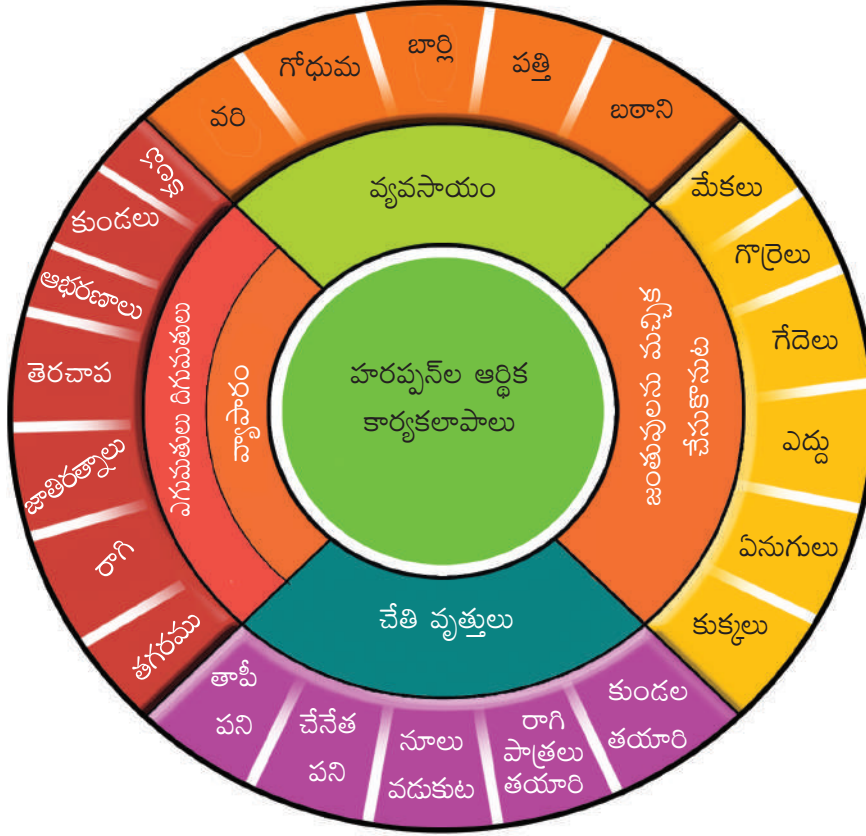 హరప్పన్‌ల ఆర్థిక
కార్యకలాపాలు
వ్యవసాయం
వరి
గోధుమ
బార్లి
పత్తి
బఠాని
జంతువులను మచ్చిక
చేసుకొనుట
మేకలు
గొర్రెలు
గేదెలు
ఎద్దు
ఏనుగులు
కుక్కలు
చేతి వృత్తులు
కుండల
తయారి
రాగి
పాత్రలు
తయారి
నూలు
వడుకుట
చేనేత
పని
తాపీ
పని
వ్యాపారం
ఎగుమతులు దిగుమతులు
తగరము
రాగి
జాతిరత్నాలు
తెరచాప
ఆభరణాలు
కుండలు